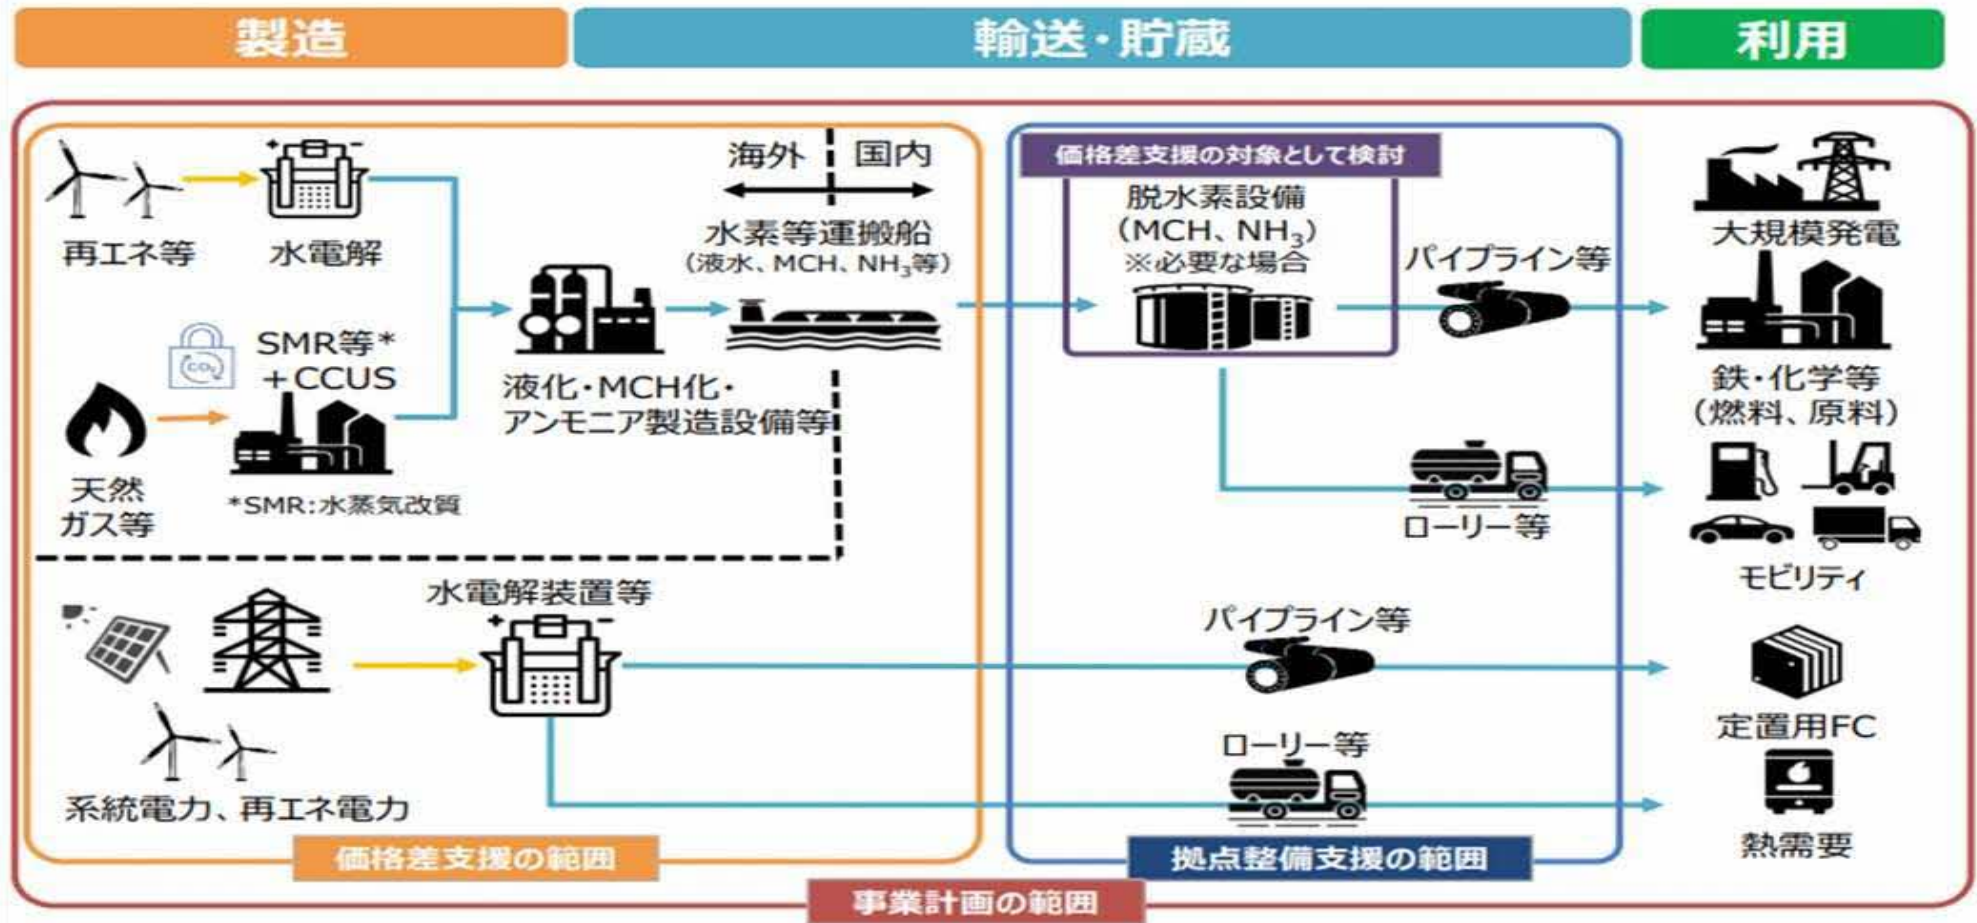 製造
輸送・貯蔵
利用
海外
国内
再エネ等
水電解
水素等運搬船
(液水、MCH、NH₃等)
SMR等*
+CCUS
CO₂
天然
ガス等
*SMR:水蒸気改質
液化・MCH化・
アンモニア製造設備等
価格差支援の対象として検討
脱水素設備
(MCH、NH₃)
※必要な場合
パイプライン等
ローリー等
大規模発電
鉄・化学等
(燃料、原料)
モビリティ
水電解装置等
系統電力、再エネ電力
パイプライン等
ローリー等
定置用FC
熱需要
価格差支援の範囲
拠点整備支援の範囲
事業計画の範囲